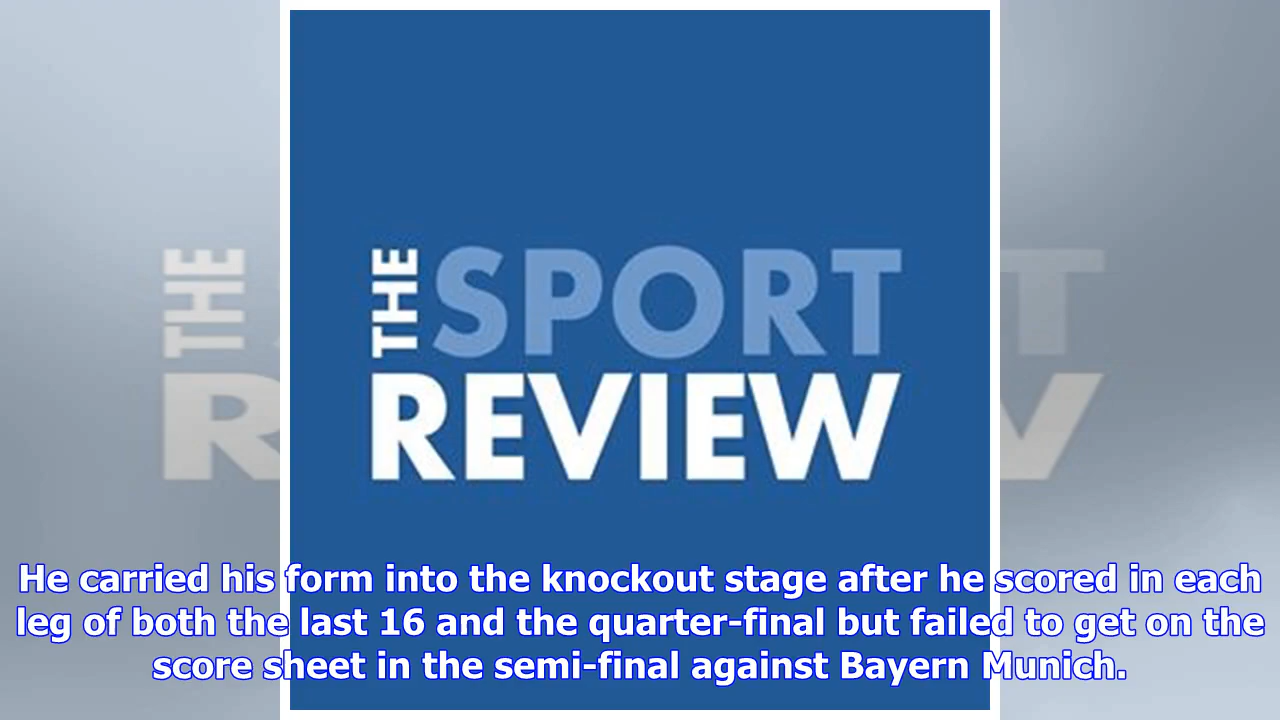 THE SPORT
REVIEW
He carried his form into the knockout stage after he scored in each
leg of both the last 16 and the quarter-final but failed to get on the
score sheet in the semi-final against Bayern Munich.